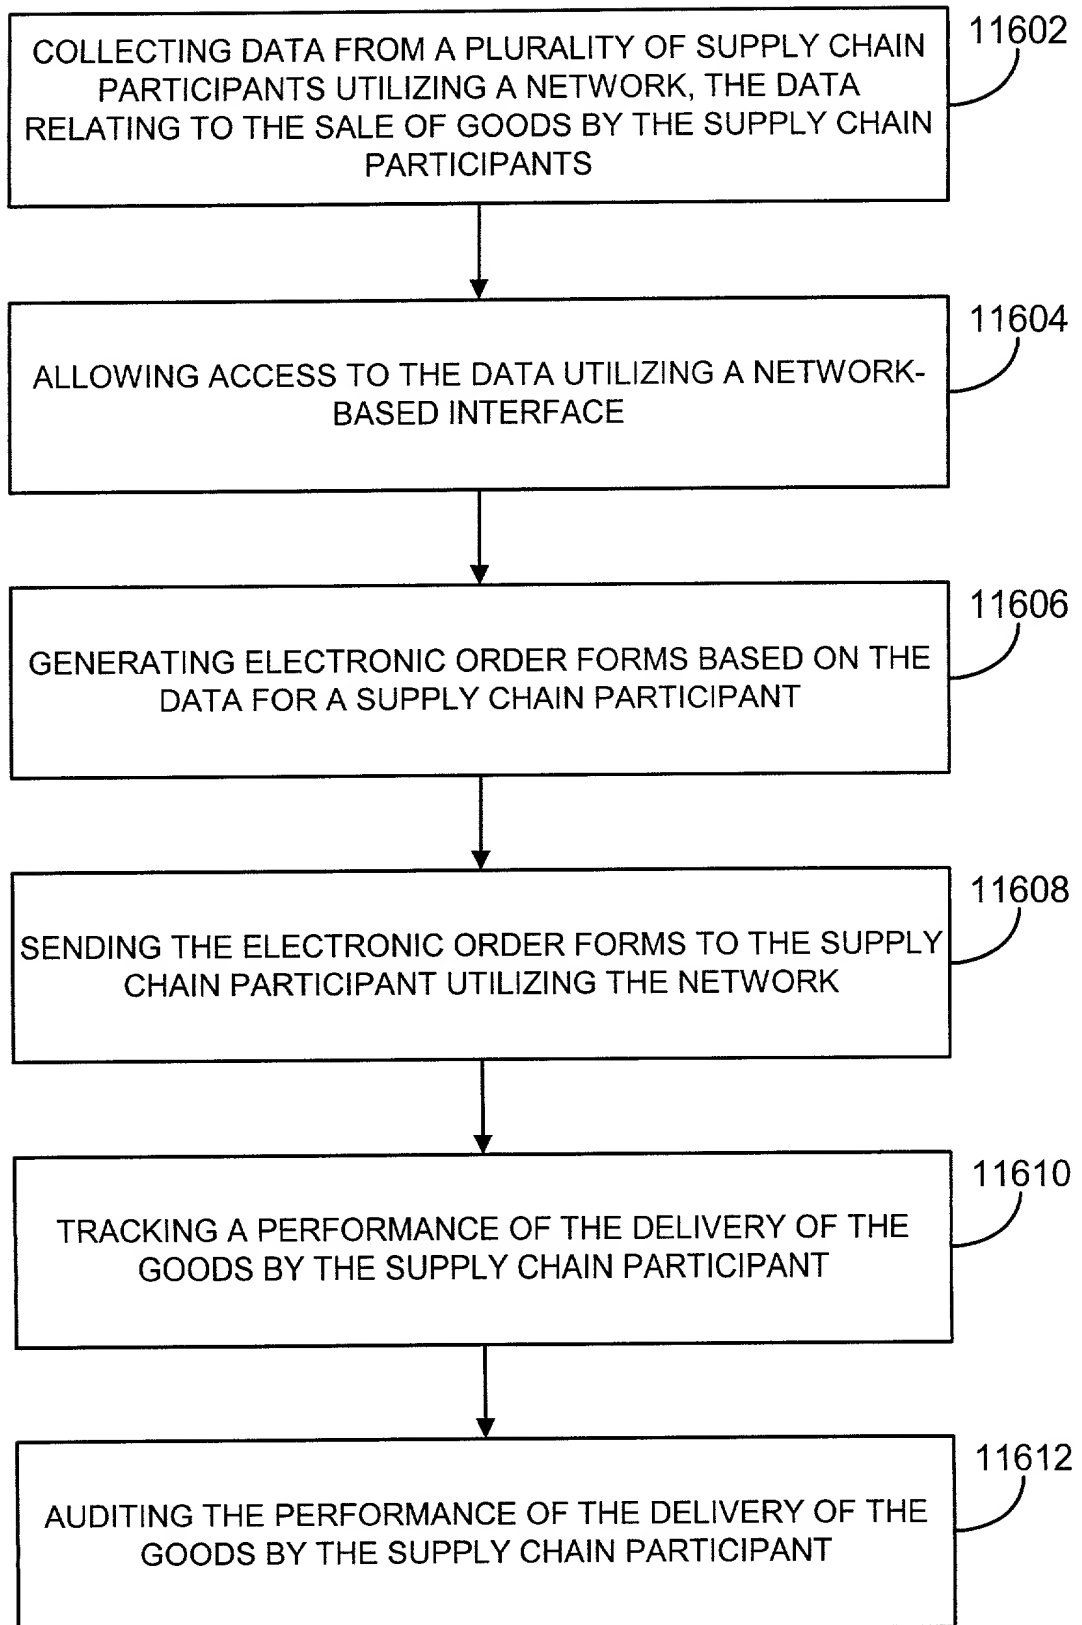 11602
COLLECTING DATA FROM A PLURALITY OF SUPPLY CHAIN
PARTICIPANTS UTILIZING A NETWORK, THE DATA
RELATING TO THE SALE OF GOODS BY THE SUPPLY CHAIN
PARTICIPANTS
11604
ALLOWING ACCESS TO THE DATA UTILIZING A NETWORK-
BASED INTERFACE
11606
GENERATING ELECTRONIC ORDER FORMS BASED ON THE
DATA FOR A SUPPLY CHAIN PARTICIPANT
11608
SENDING THE ELECTRONIC ORDER FORMS TO THE SUPPLY
CHAIN PARTICIPANT UTILIZING THE NETWORK
11610
TRACKING A PERFORMANCE OF THE DELIVERY OF THE
GOODS BY THE SUPPLY CHAIN PARTICIPANT
11612
AUDITING THE PERFORMANCE OF THE DELIVERY OF THE
GOODS BY THE SUPPLY CHAIN PARTICIPANT